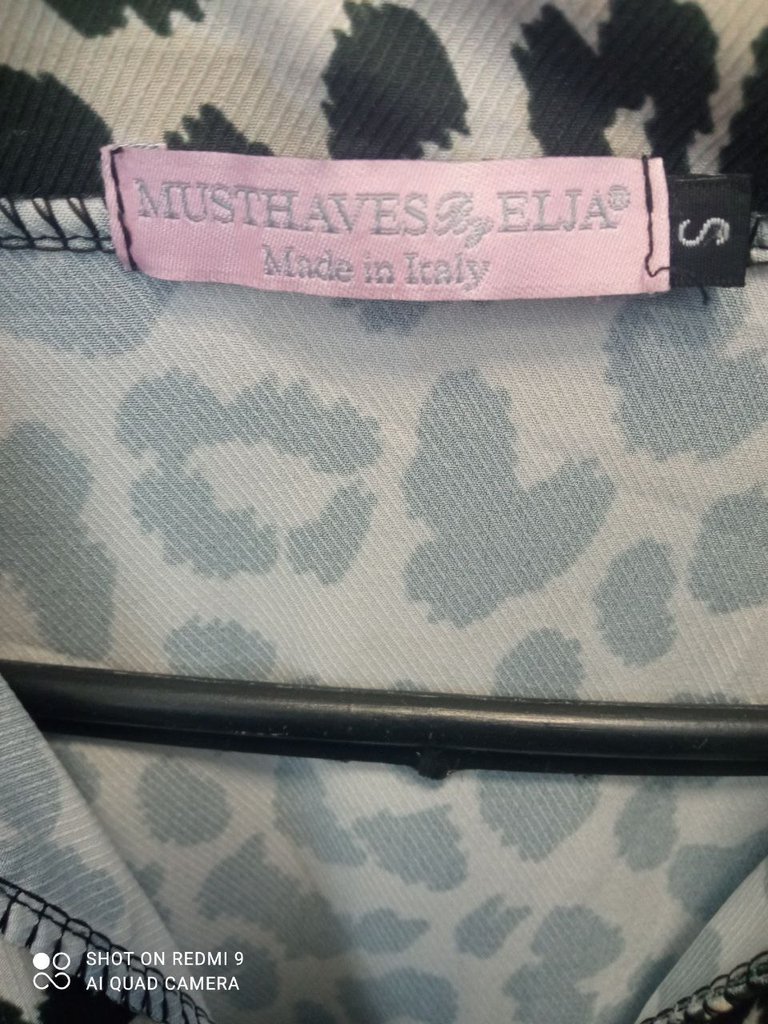 MUSTHAVES By ELJA®
Made in Italy
S
SHOT ON REDMI 9
AI QUAD CAMERA